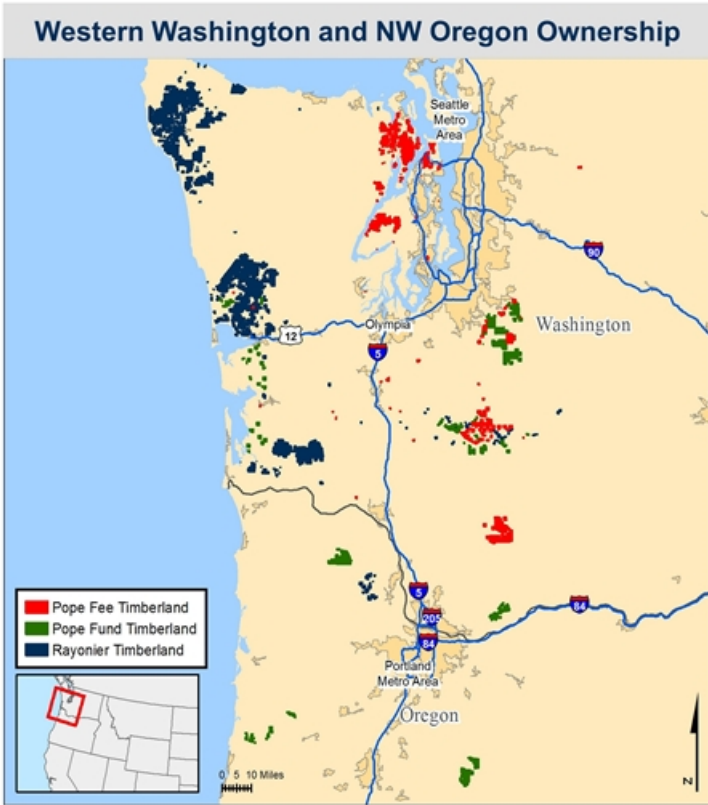 Western Washington and NW Oregon Ownership
Seattle
Metro
Area
90
Washington
Olympia
12
5
5
205
84
84
Portland
Metro Area
Oregon
Pope Fee Timberland
Pope Fund Timberland
Rayonier Timberland
0 5 10 Miles
N